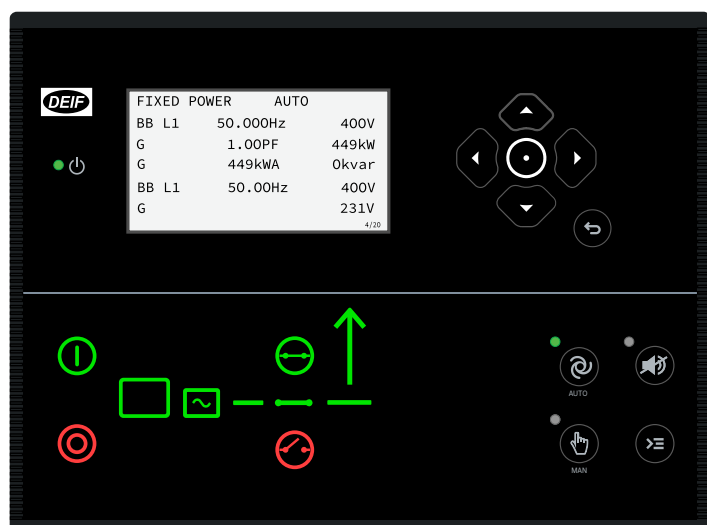 DEIF
FIXED POWER AUTO
BB L1 50.000Hz 400V
G 1.00PF 449kW
G 449kWA 0kvar
BB L1 50.00Hz 400V
G 231V
4/20
AUTO
MAN